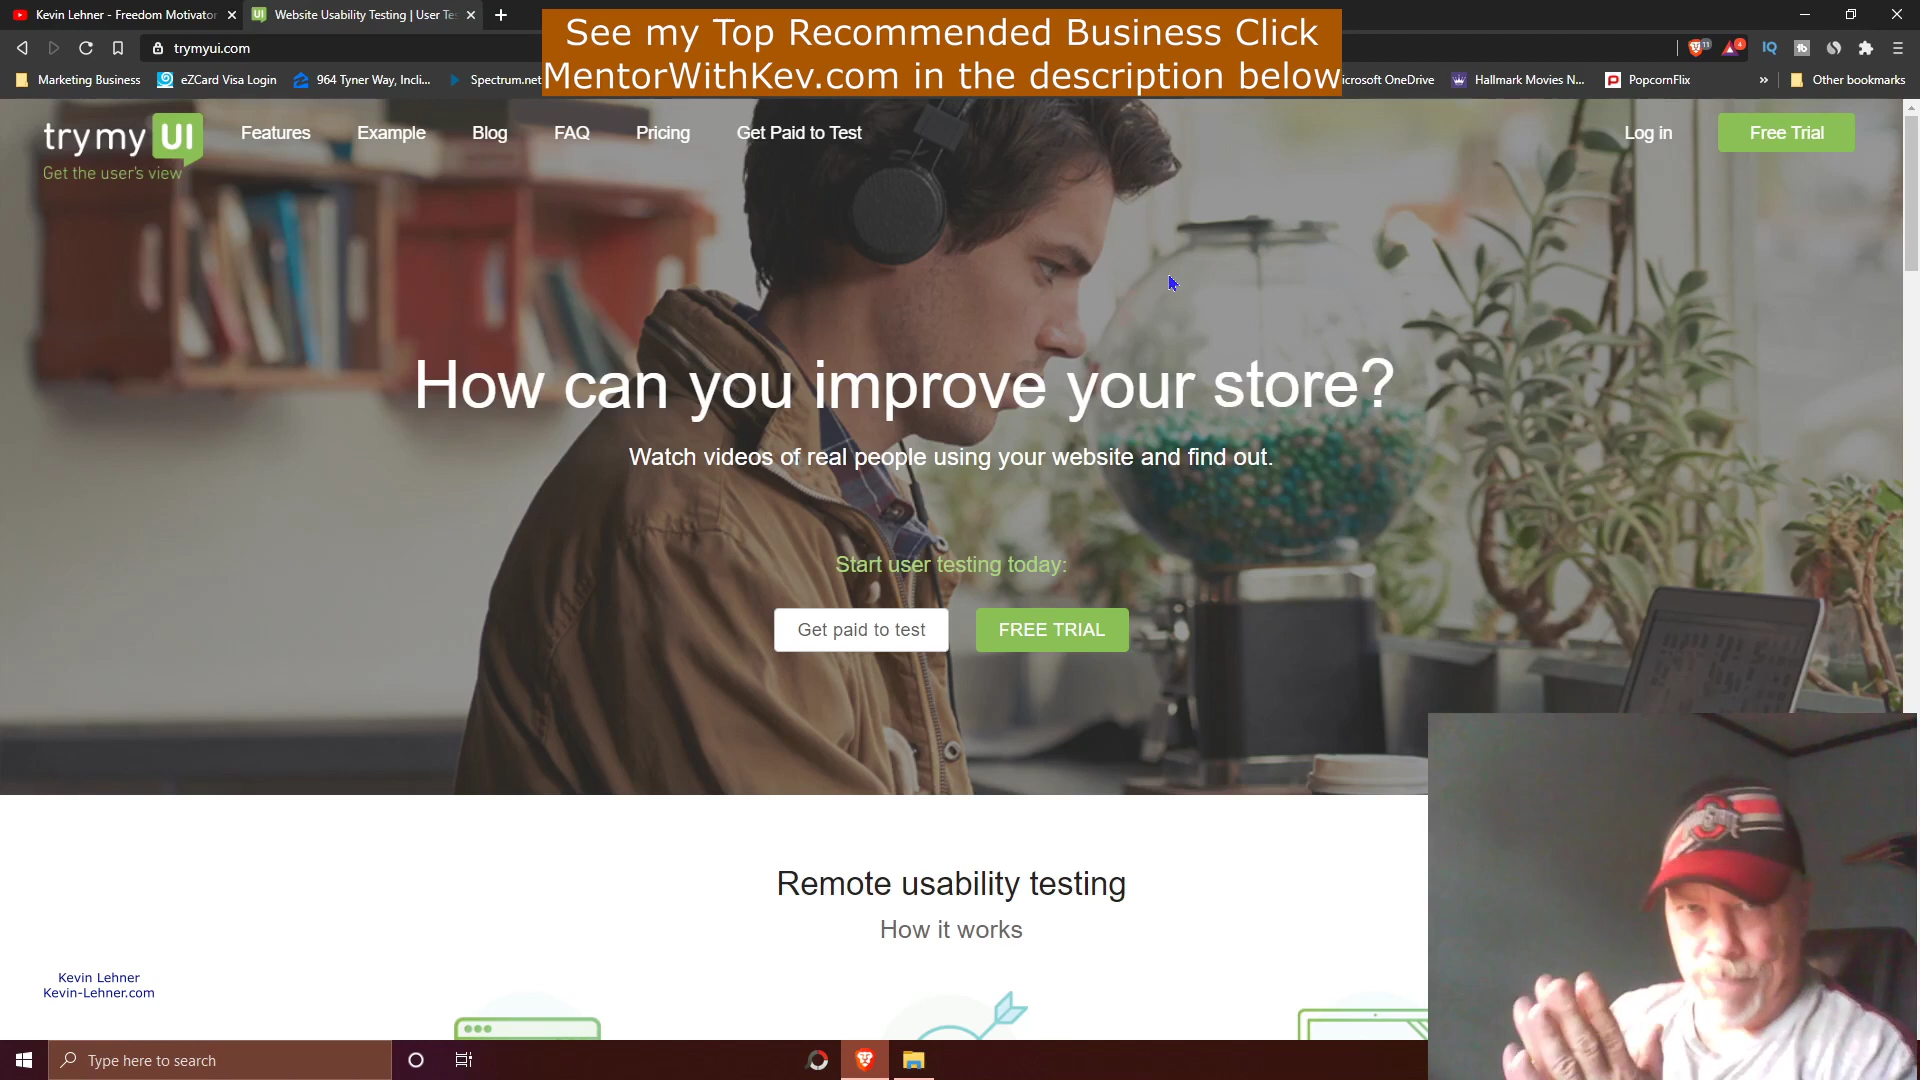 Kevin Lehner - Freedom Motivator
Website Usability Testing | User Te
See my Top Recommended Business Click
MentorWithKev.com in the description below
trymyui.com
11
4
IQ
Marketing Business
eZCard Visa Login
964 Tyner Way, Incli...
Spectrum.net
icrosoft OneDrive
Hallmark Movies N...
PopcornFlix
»
Other bookmarks
trymy UI
Get the user's view
Features
Example
Blog
FAQ
Pricing
Get Paid to Test
Log in
Free Trial
How can you improve your store?
Watch videos of real people using your website and find out.
Start user testing today:
Get paid to test
FREE TRIAL
Remote usability testing
How it works
Kevin Lehner
Kevin-Lehner.com
Type here to search